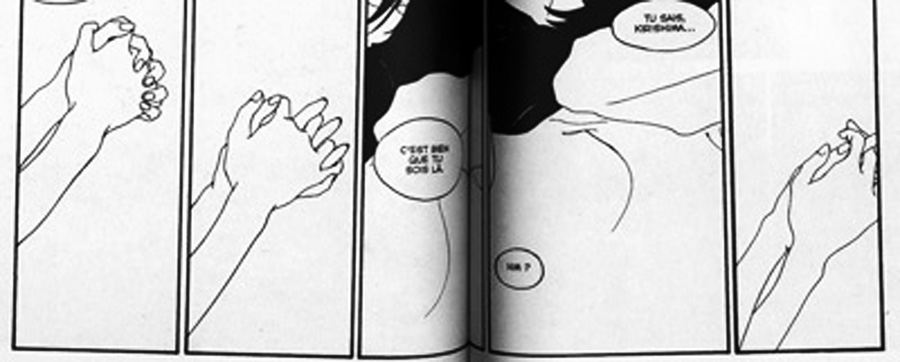 TU SAIS,
KIRISHIMA...
HM ?
C'EST BIEN
QUE TU
SOIS LÀ.